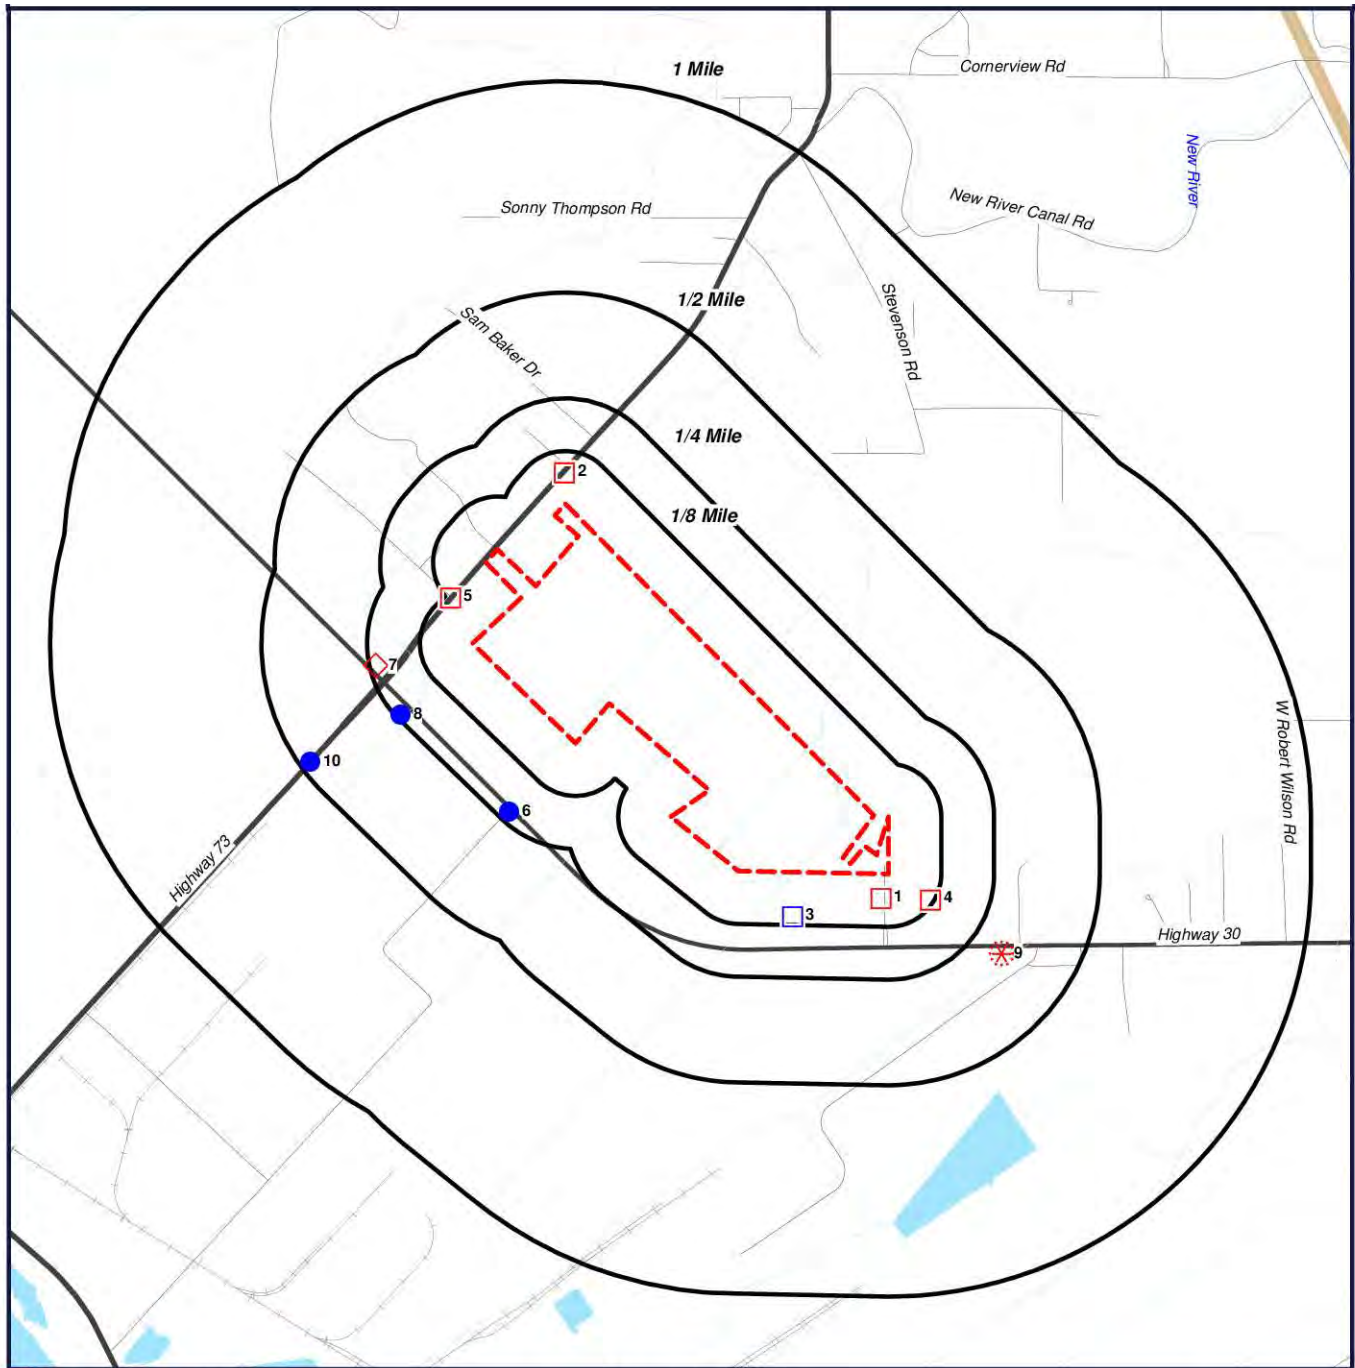 1 Mile
Cornerview Rd
New River
Sonny Thompson Rd
New River Canal Rd
1/2 Mile
Sam Baker Dr
Stevenson Rd
1/4 Mile
2
1/8 Mile
5
7
8
W Robert Wilson Rd
10
6
Highway 73
1
4
3
Highway 30
9